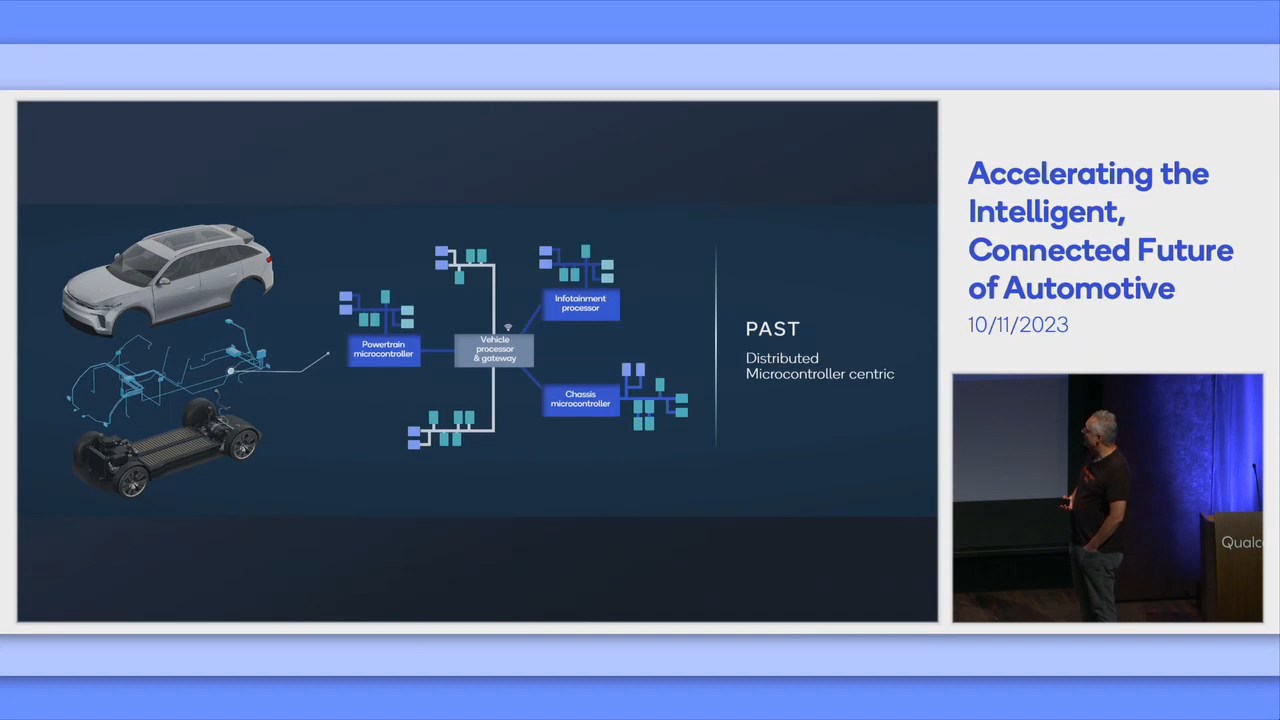 Accelerating the
Intelligent,
Connected Future
of Automotive
10/11/2023
Infotainment
processor
Powertrain
microcontroller
Vehicle
processor
& gateway
Chassis
microcontroller
PAST
Distributed
Microcontroller centric
Qualc